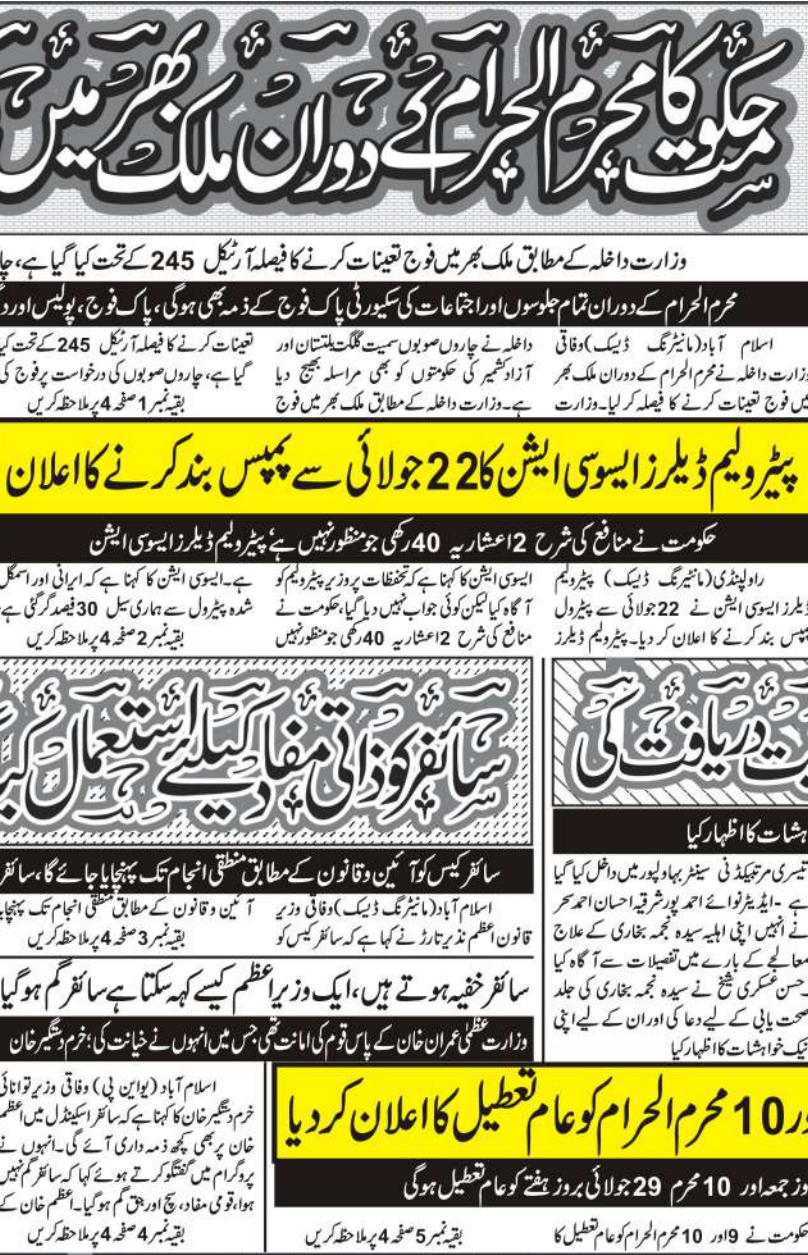 حکومت کا محرم الحرام کے دوران ملک بھر میں
وزارت داخلہ کے مطابق ملک بھر میں فوج تعینات کرنے کا فیصلہ آرٹیکل 245 کے تحت کیا گیا ہے،
محرم الحرام کے دوران تمام جلوسوں اور اجتماعات کی سکیورٹی پاک فوج کے ذمہ بھی ہوگی، پاک فوج، پولیس اور
اسلام آباد (مانیٹرنگ ڈیسک) وفاقی
وزارت داخلہ نے محرم الحرام کے دوران ملک بھر
میں فوج تعینات کرنے کا فیصلہ کر لیا۔ وزارت
داخلہ نے چاروں صوبوں سمیت گلگت بلتستان اور
آزاد کشمیر کی حکومتوں کو بھی مراسلہ بھیج دیا
ہے۔ وزارت داخلہ کے مطابق ملک بھر میں فوج
تعینات کرنے کا فیصلہ آرٹیکل 245 کے تحت کیا
گیا ہے، چاروں صوبوں کی درخواست پر فوج کی
بقیہ نمبر 1 صفحہ 4 پر ملاحظہ کریں
پیٹرولیم ڈیلرز ایسوسی ایشن کا 22 جولائی سے پمپس بند کرنے کا اعلان
حکومت نے منافع کی شرح 2 اعشاریہ 40 رکھی جو منظور نہیں ہے، پیٹرولیم ڈیلرز ایسوسی ایشن
راولپنڈی (مانٹیرنگ ڈیسک) پیٹرولیم
ڈیلرز ایسوسی ایشن نے 22 جولائی سے پیٹرول
پمپس بند کرنے کا اعلان کر دیا۔ پیٹرولیم ڈیلرز
ایسوسی ایشن کا کہنا ہے کہ تحفظات پر وزیر پیٹرولیم کو
آگاہ کیا لیکن کوئی جواب نہیں دیا گیا، حکومت نے
منافع کی شرح 2 اعشاریہ 40 رکھی جو منظور نہیں
ہے۔ ایسوسی ایشن کا کہنا ہے کہ ایرانی اور اسمگل
شدہ پیٹرول سے ہماری سیل 30 فیصد گر گئی ہے،
بقیہ نمبر 2 صفحہ 4 پر ملاحظہ کریں
دریافت کی
کا اظہار کیا
تیسری مرتبہ کڈنی سینٹر بہاولپور میں داخل کیا گیا
ہے - ایڈیٹر نوائے احمد پور شرقیہ احسان احمد سحر
نے انہیں اپنی اہلیہ سیدہ نجمہ بخاری کے علاج
معالجے کے بارے میں تفصیلات سے آگاہ کیا
حسن عسکری شیخ نے سیدہ نجمہ بخاری کی جلد
صحت یابی کے لیے دعا کی اور ان کے لیے اپنی
نیک خواہشات کا اظہار کیا
سائفر کو ذاتی مفاد کیلئے استعمال
سائفر کیس کو آئین و قانون کے مطابق منطقی انجام تک پہنچایا جائے گا، سائفر
اسلام آباد (مانیٹرنگ ڈیسک) وفاقی وزیر
قانون اعظم نذیر تارڑ نے کہا ہے کہ سائفر کیس کو
آئین و قانون کے مطابق منطقی انجام تک پہنچایا
بقیہ نمبر 3 صفحہ 4 پر ملاحظہ کریں
سائفر خفیہ ہوتے ہیں، ایک وزیراعظم کیسے کہہ سکتا ہے سائفر گم ہو گیا
وزارت عظمیٰ عمران خان کے پاس قوم کی امانت تھی جس میں انہوں نے خیانت کی؛ خرم دستگیر خان
اسلام آباد (یو این پی) وفاقی وزیر توانائی
خرم دستگیر خان کا کہنا ہے کہ سائفر اسکینڈل میں اعظم
خان پر بھی کچھ ذمہ داری آئے گی۔ انہوں نے
پروگرام میں گفتگو کرتے ہوئے کہا کہ سائفر گم نہیں
ہوا، قومی مفاد، سچ اور حق گم ہو گیا۔ اعظم خان کے
بقیہ نمبر 4 صفحہ 4 پر ملاحظہ کریں
10 محرم الحرام کو عام تعطیل کا اعلان کر دیا
جمعہ اور 10 محرم 29 جولائی بروز ہفتے کو عام تعطیل ہوگی
حکومت نے 9 اور 10 محرم الحرام کو عام تعطیل کا
بقیہ نمبر 5 صفحہ 4 پر ملاحظہ کریں